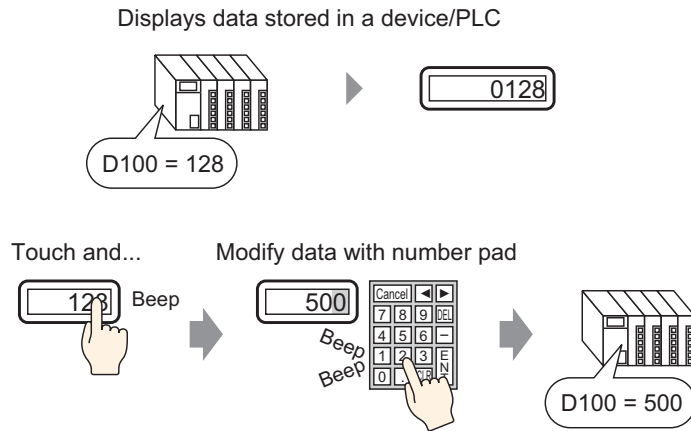 Displays data stored in a device/PLC
0128
D100 = 128
Touch and...
Modify data with number pad
128
Beep
500
Cancel ◀ ▶
7 8 9 DEL
4 5 6 −
1 2 3 ENT
0 . CLR
Beep
Beep
D100 = 500